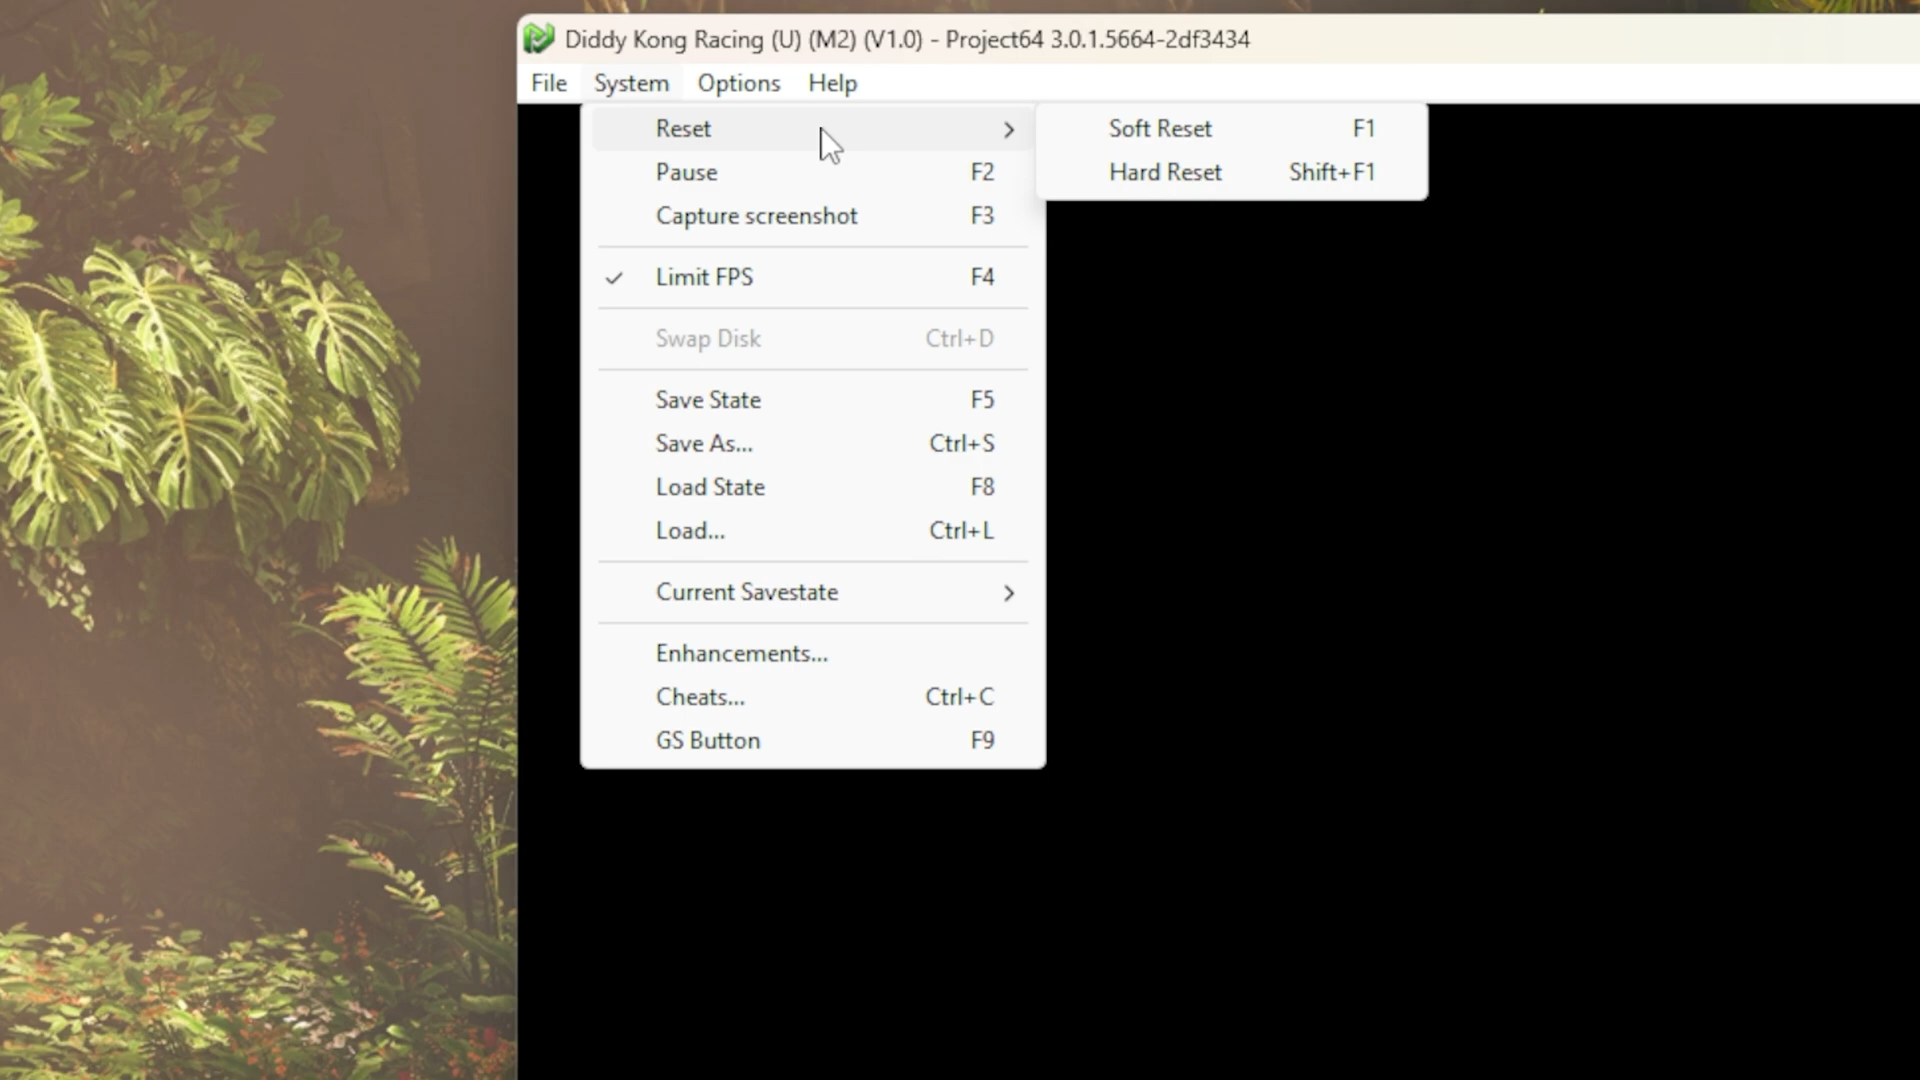 Diddy Kong Racing (U) (M2) (V1.0) - Project64 3.0.1.5664-2df3434
File System Options Help
Reset
Soft Reset F1
Pause F2
Hard Reset Shift+F1
Capture screenshot F3
Limit FPS F4
Swap Disk Ctrl+D
Save State F5
Save As... Ctrl+S
Load State F8
Load... Ctrl+L
Current Savestate
Enhancements...
Cheats... Ctrl+C
GS Button F9